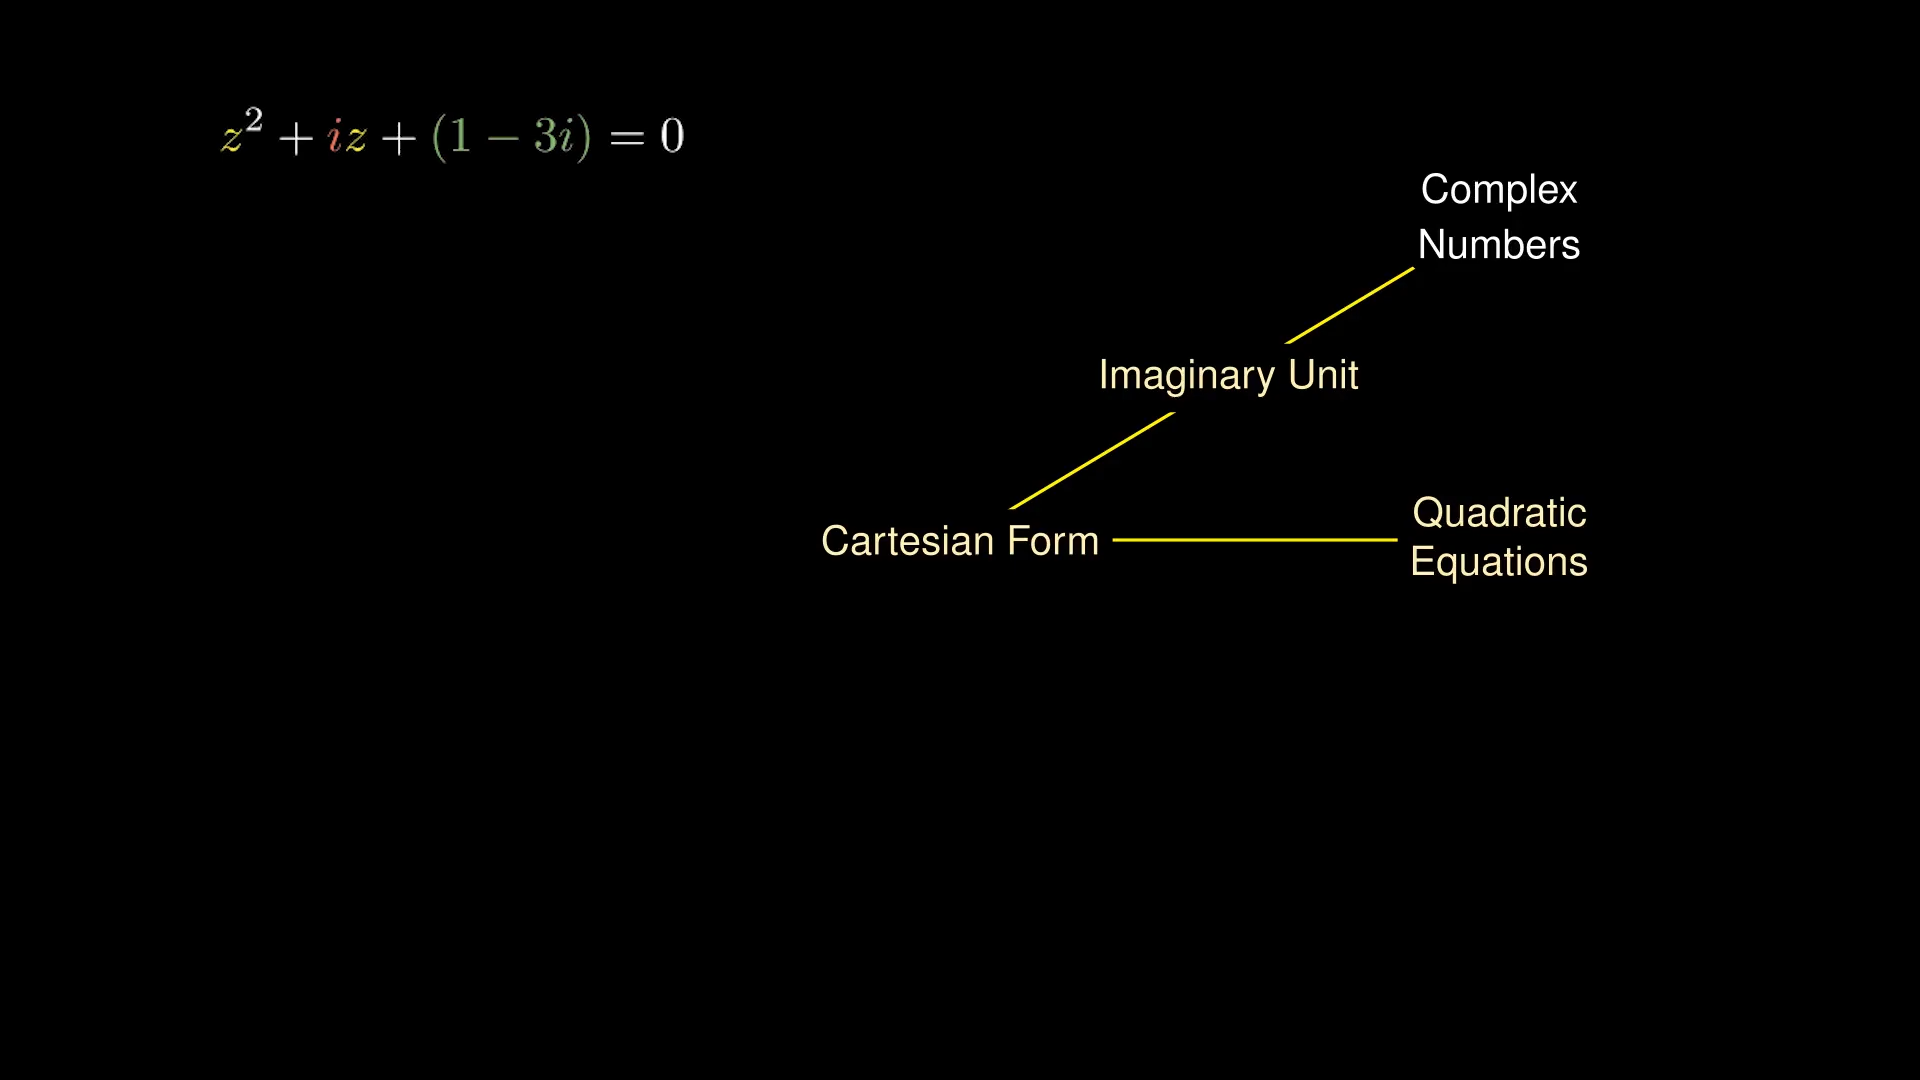 z² + iz + (1 − 3i) = 0
Complex
Numbers
Imaginary Unit
Cartesian Form
Quadratic
Equations